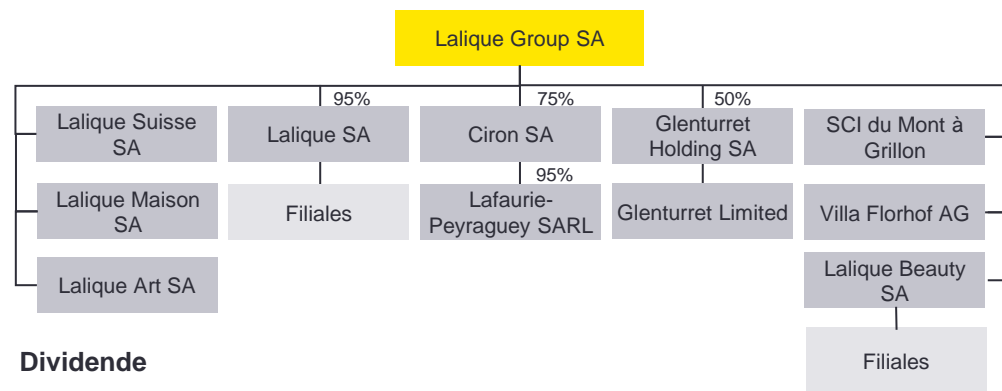 Lalique Group SA
95%
75%
50%
Lalique Suisse
SA
Lalique SA
Ciron SA
Glenturret
Holding SA
SCI du Mont à
Grillon
95%
Lalique Maison
SA
Filiales
Lafaurie-
Peyraguey SARL
Glenturret Limited
Villa Florhof AG
Lalique Art SA
Lalique Beauty
SA
Dividende
Filiales